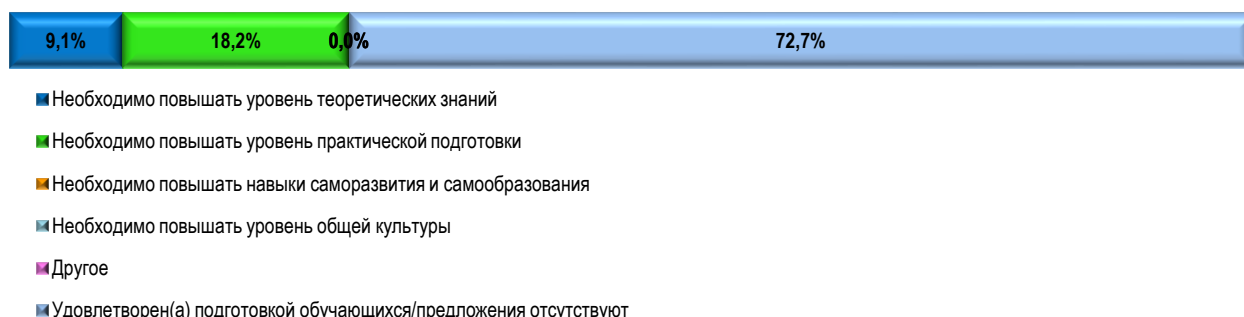 9,1% 18,2% 0,0% 72,7%
Необходимо повышать уровень теоретических знаний
Необходимо повышать уровень практической подготовки
Необходимо повышать навыки саморазвития и самообразования
Необходимо повышать уровень общей культуры
Другое
Удовлетворен(а) подготовкой обучающихся/предложения отсутствуют